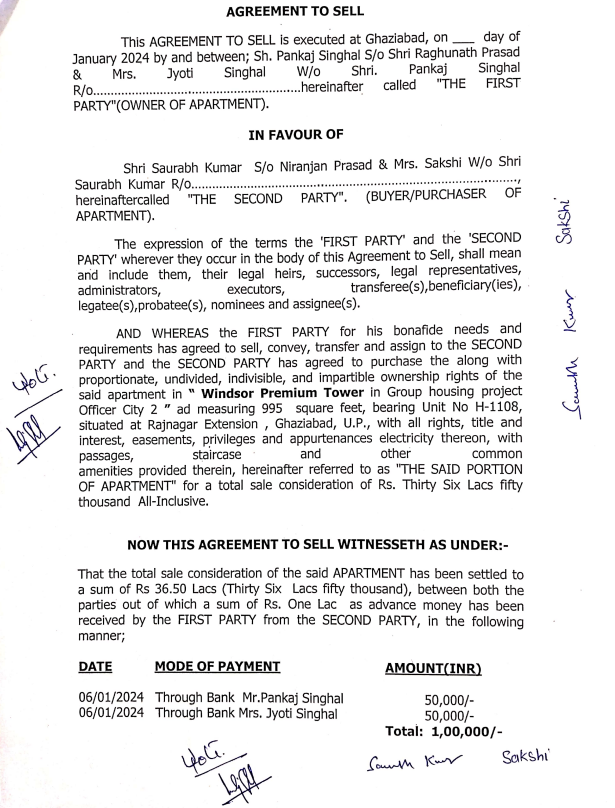 AGREEMENT TO SELL
This AGREEMENT TO SELL is executed at Ghaziabad, on ___ day of
January 2024 by and between; Sh. Pankaj Singhal S/o Shri Raghunath Prasad
& Mrs. Jyoti Singhal W/o Shri. Pankaj Singhal
R/o......................................................hereinafter called "THE FIRST
PARTY"(OWNER OF APARTMENT).
IN FAVOUR OF
Shri Saurabh Kumar S/o Niranjan Prasad & Mrs. Sakshi W/o Shri
Saurabh Kumar R/o......................................................................................,
hereinaftercalled "THE SECOND PARTY". (BUYER/PURCHASER OF
APARTMENT).
The expression of the terms the 'FIRST PARTY' and the 'SECOND
PARTY' wherever they occur in the body of this Agreement to Sell, shall mean
and include them, their legal heirs, successors, legal representatives,
administrators, executors, transferee(s),beneficiary(ies),
legatee(s),probatee(s), nominees and assignee(s).
AND WHEREAS the FIRST PARTY for his bonafide needs and
requirements has agreed to sell, convey, transfer and assign to the SECOND
PARTY and the SECOND PARTY has agreed to purchase the along with
proportionate, undivided, indivisible, and impartible ownership rights of the
said apartment in " Windsor Premium Tower in Group housing project
Officer City 2 " ad measuring 995 square feet, bearing Unit No H-1108,
situated at Rajnagar Extension , Ghaziabad, U.P., with all rights, title and
interest, easements, privileges and appurtenances electricity thereon, with
passages, staircase and other common
amenities provided therein, hereinafter referred to as "THE SAID PORTION
OF APARTMENT" for a total sale consideration of Rs. Thirty Six Lacs fifty
thousand All-Inclusive.
NOW THIS AGREEMENT TO SELL WITNESSETH AS UNDER:-
That the total sale consideration of the said APARTMENT has been settled to
a sum of Rs 36.50 Lacs (Thirty Six Lacs fifty thousand), between both the
parties out of which a sum of Rs. One Lac as advance money has been
received by the FIRST PARTY from the SECOND PARTY, in the following
manner;
DATE MODE OF PAYMENT AMOUNT(INR)
06/01/2024 Through Bank Mr.Pankaj Singhal 50,000/-
06/01/2024 Through Bank Mrs. Jyoti Singhal 50,000/-
Total: 1,00,000/-
Saurabh Kumar Sakshi
Saurabh Kumar Sakshi